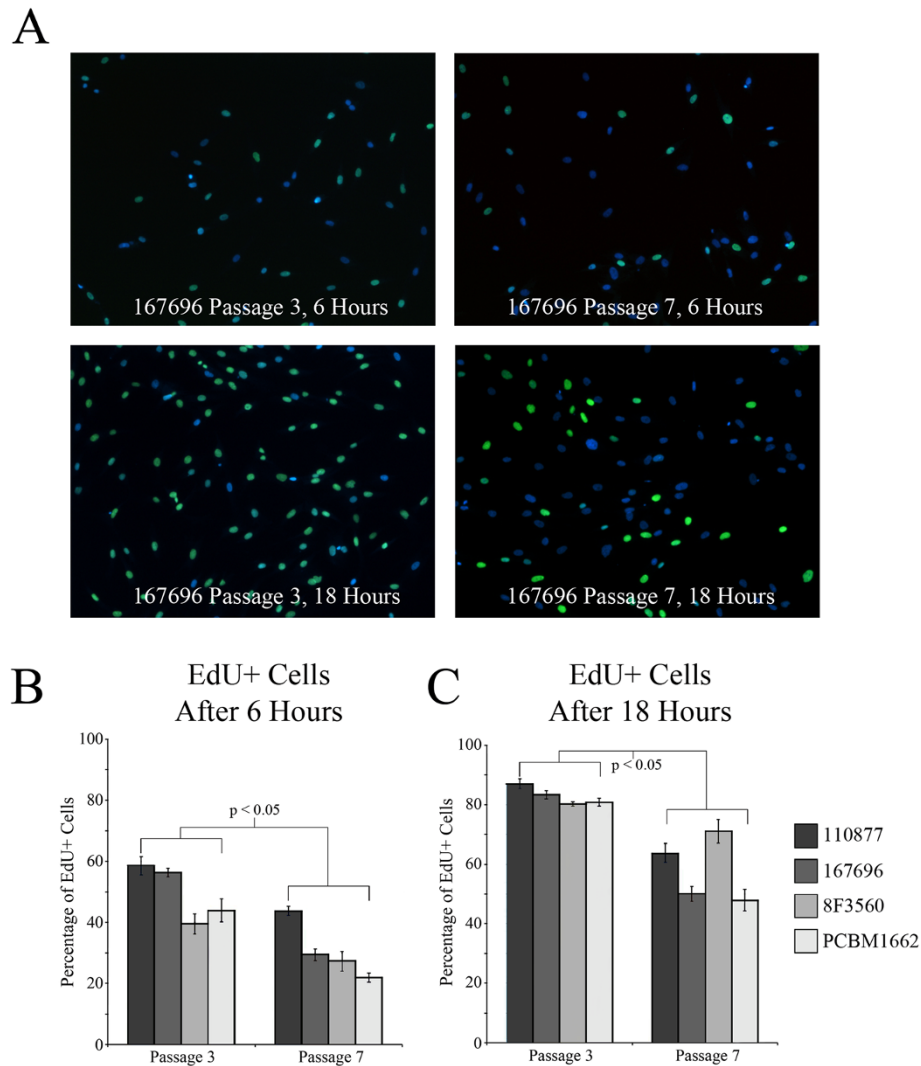 A
167696 Passage 3, 6 Hours
167696 Passage 7, 6 Hours
167696 Passage 3, 18 Hours
167696 Passage 7, 18 Hours
B
EdU+ Cells
After 6 Hours
Percentage of EdU+ Cells
100
80
60
40
20
0
p < 0.05
Passage 3
Passage 7
C
EdU+ Cells
After 18 Hours
Percentage of EdU+ Cells
100
80
60
40
20
0
p < 0.05
Passage 3
Passage 7
110877
167696
8F3560
PCBM1662